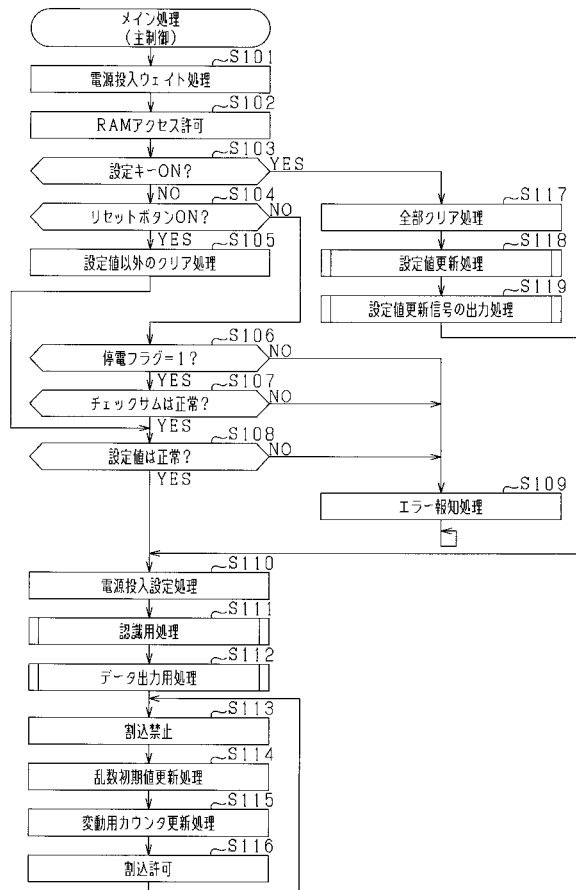 メイン処理
(主制御)
S101
電源投入ウェイト処理
S102
RAMアクセス許可
S103
設定キーON?
YES
NO
S104
リセットボタンON?
NO
YES
S105
設定値以外のクリア処理
S117
全部クリア処理
S118
設定値更新処理
S119
設定値更新信号の出力処理
S106
停電フラグ=1?
NO
YES
S107
チェックサムは正常?
NO
YES
S108
設定値は正常?
NO
YES
S109
エラー報知処理
S110
電源投入設定処理
S111
認識用処理
S112
データ出力用処理
S113
割込禁止
S114
乱数初期値更新処理
S115
変動用カウンタ更新処理
S116
割込許可